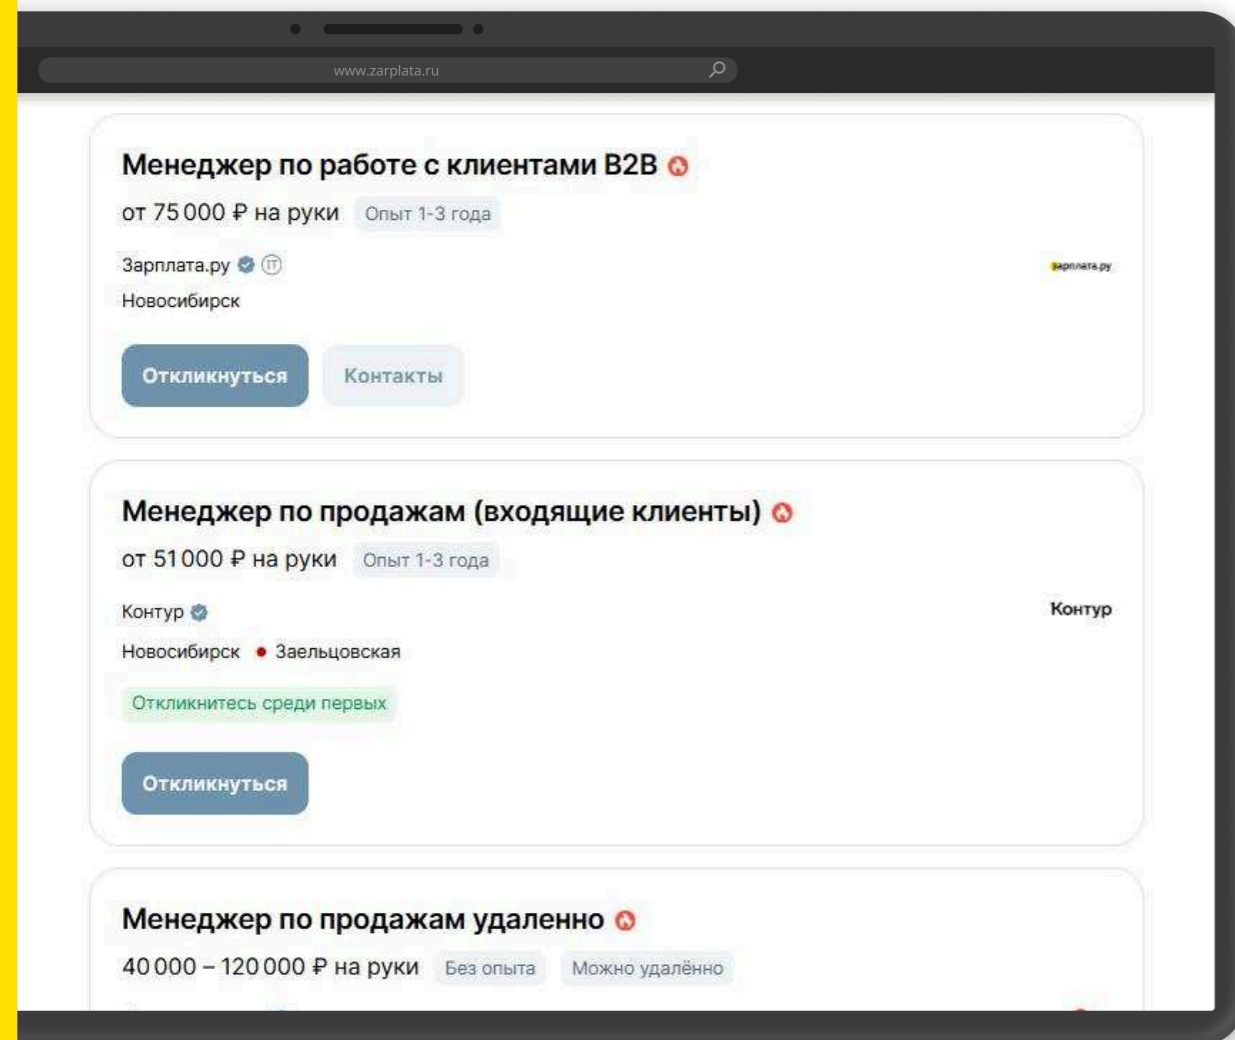 www.zarplata.ru
Менеджер по работе с клиентами B2B
от 75 000 ₽ на руки Опыт 1-3 года
Зарплата.ру IT
зарплата.ру
Новосибирск
Откликнуться Контакты
Менеджер по продажам (входящие клиенты)
от 51 000 ₽ на руки Опыт 1-3 года
Контур Контур
Новосибирск • Заельцовская
Откликнитесь среди первых
Откликнуться
Менеджер по продажам удаленно
40 000 – 120 000 ₽ на руки Без опыта Можно удалённо